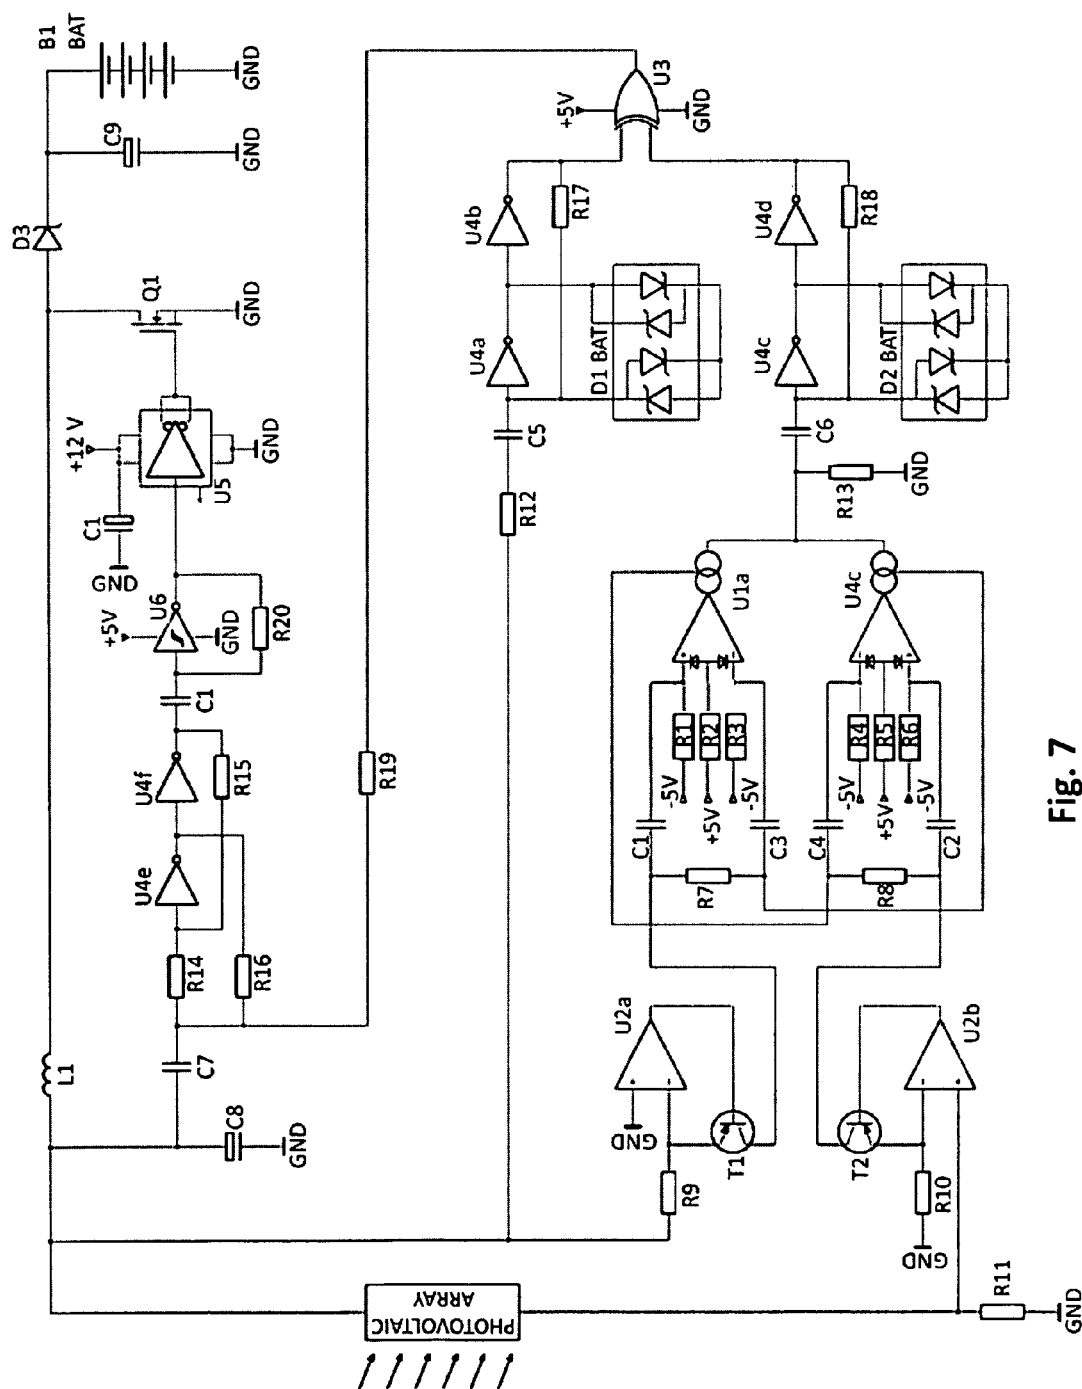 B1
BAT
GND
C9
GND
D3
Q1
GND
+12 V
C1
GND
U5
GND
+5V
U6
GND
R20
C1
U4f
R15
U4e
R14
R16
L1
C7
C8
GND
R19
+5V
U3
GND
U4b
R17
U4a
D1 BAT
C5
R12
U4d
R18
U4c
D2 BAT
C6
R13
GND
U1a
U4c
C1
R1
R2
R3
-5V
+5V
-5V
C3
R7
C4
R4
R5
R6
-5V
+5V
-5V
C2
R8
U2a
GND
T1
R9
U2b
T2
R10
GND
PHOTOVOLTAIC
ARRAY
R11
GND
Fig. 7